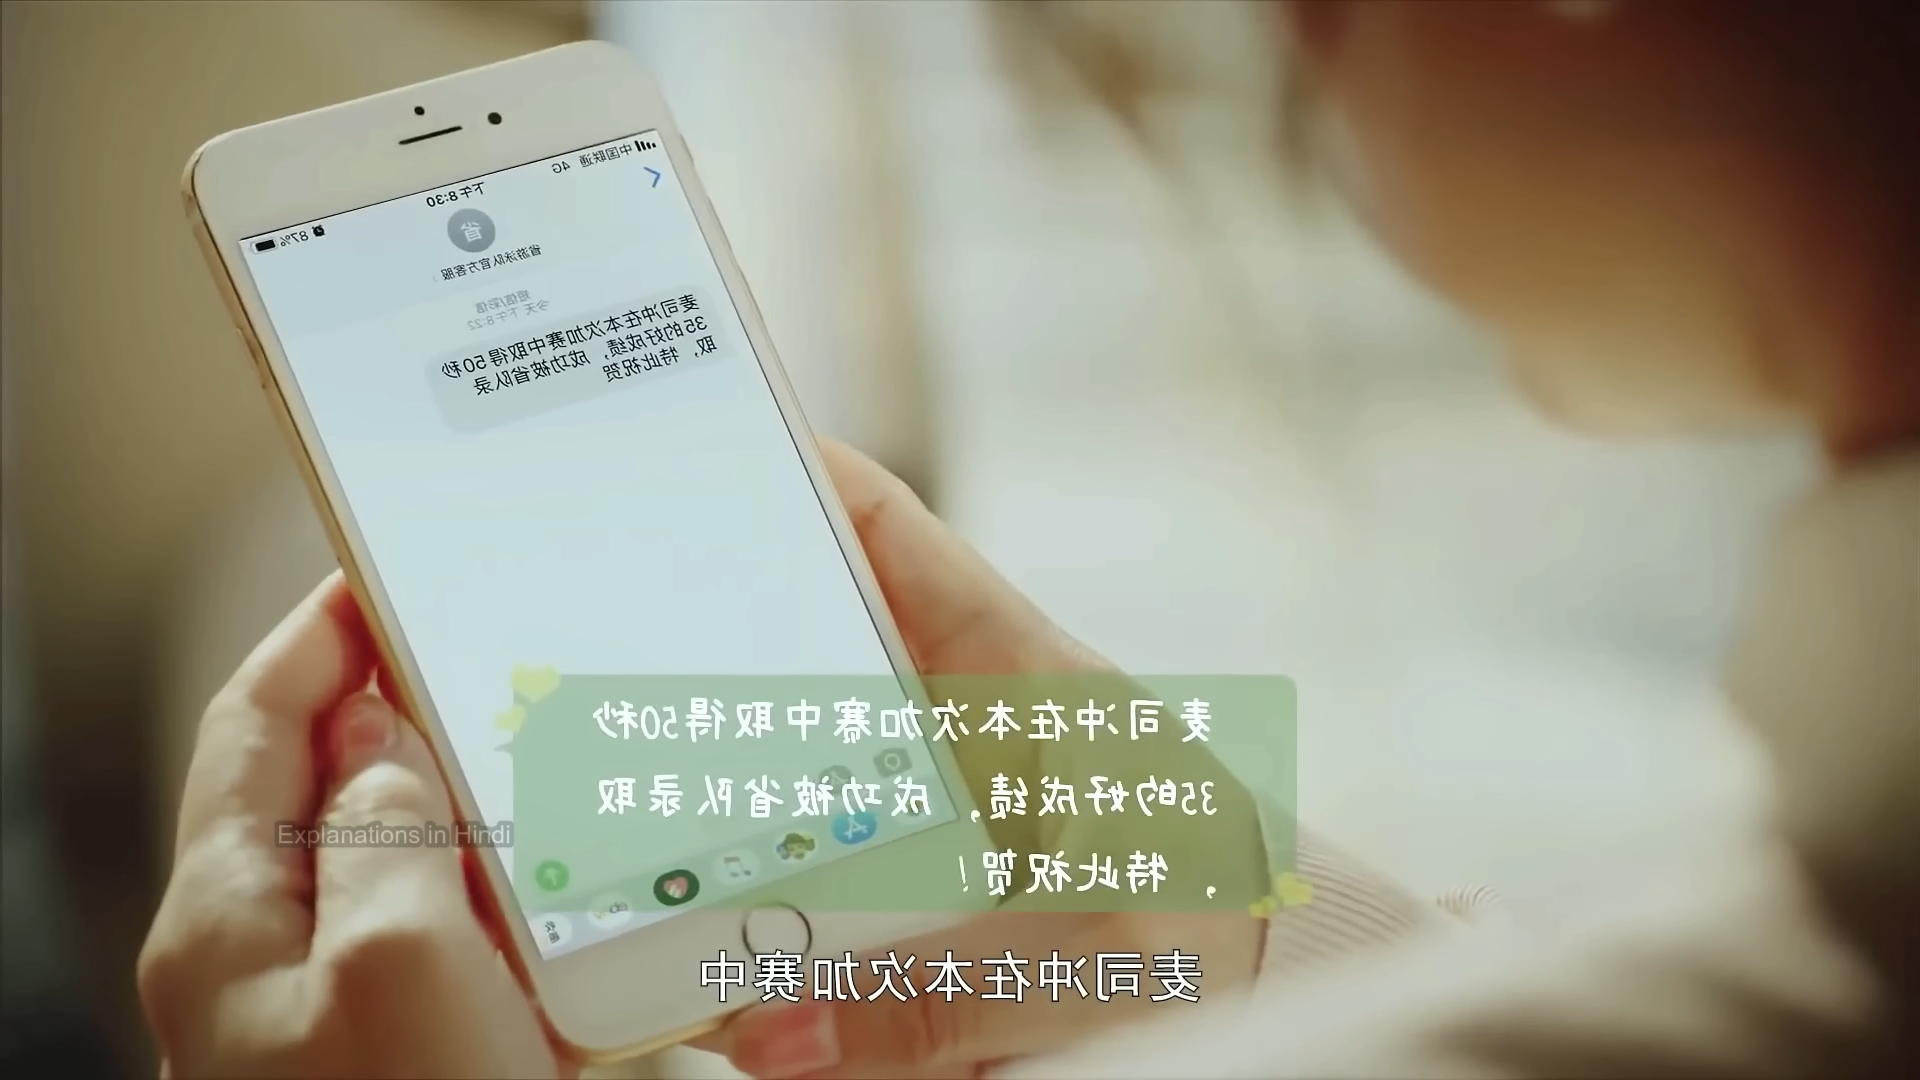 中国联通 4G
下午8:30
87%
省
省游泳队官方客服
短信/彩信
今天 下午8:22
麦司冲在本次加赛中取得50秒
35的好成绩，成功被省队录
取，特此祝贺
麦司冲在本次加赛中取得50秒
35的好成绩，成功被省队录取
，特此祝贺！
Explanations in Hindi
麦司冲在本次加赛中